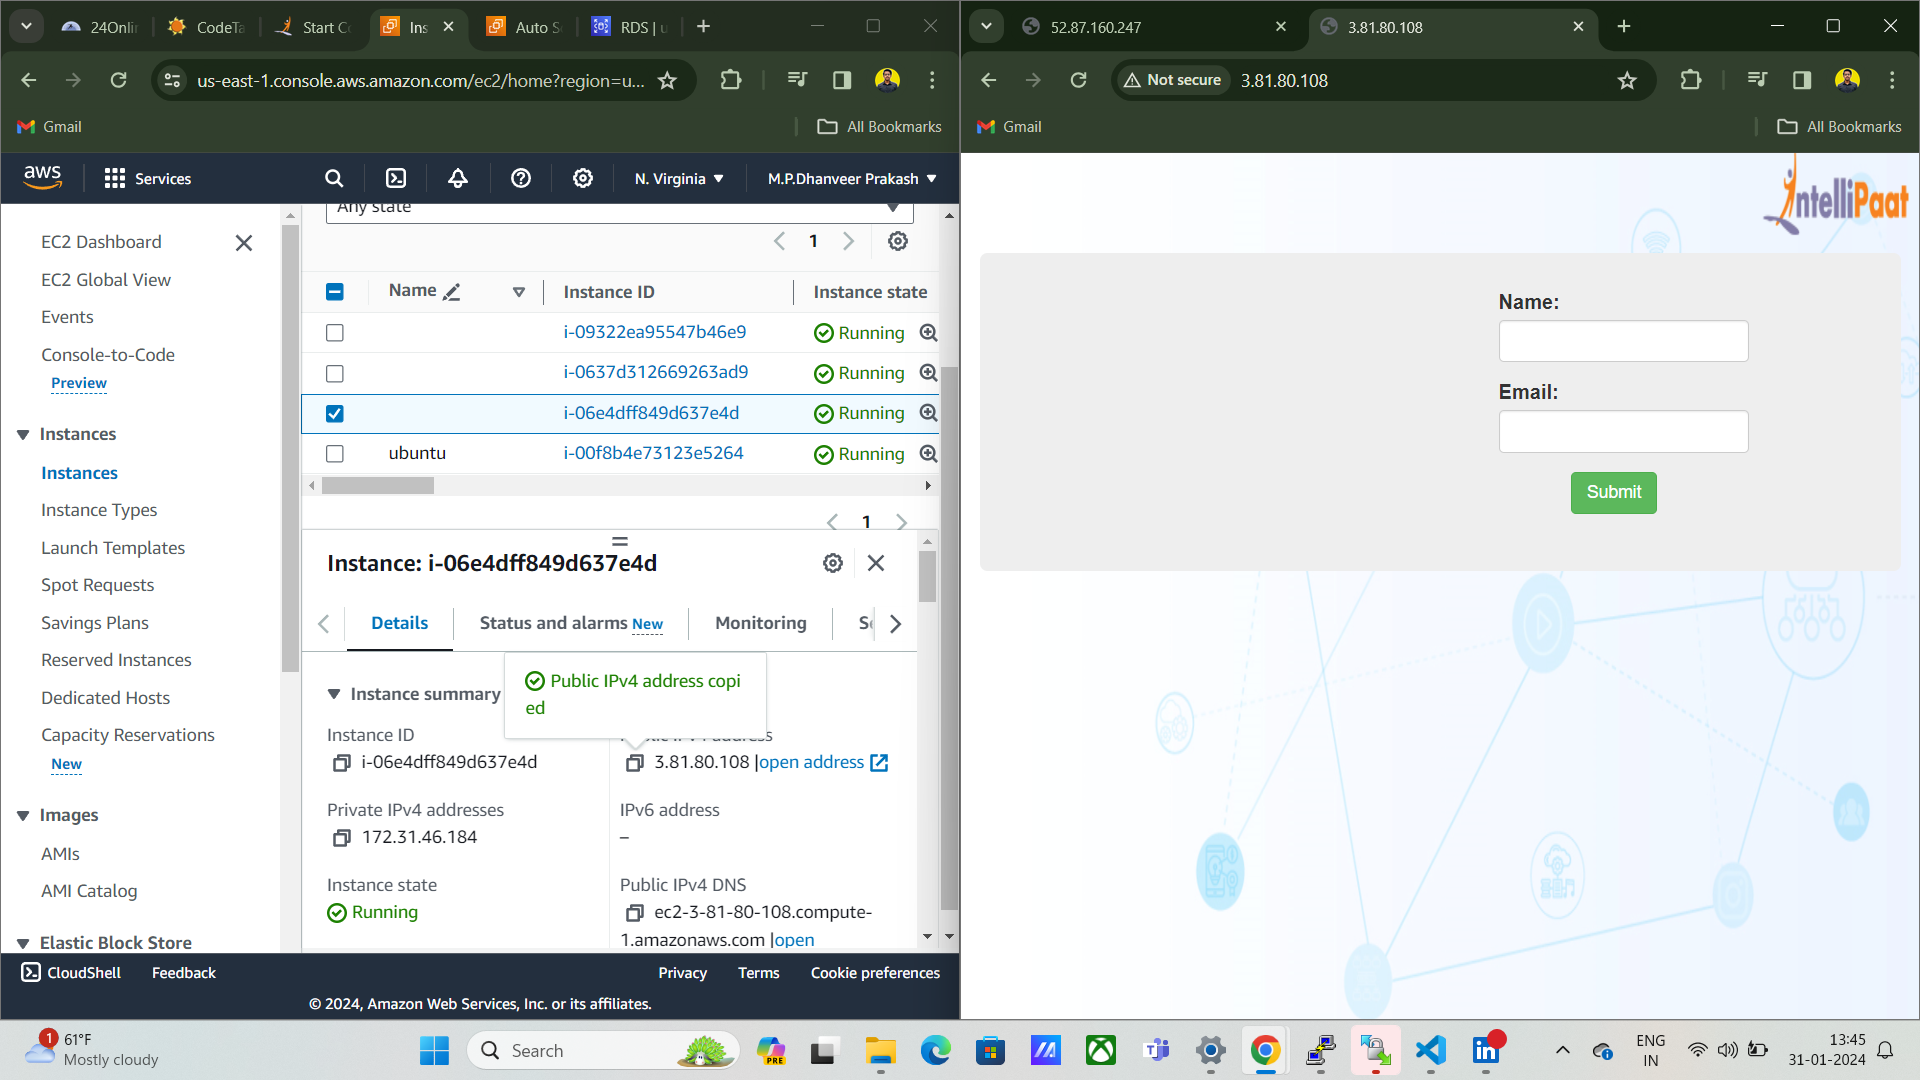 24Onlin
CodeTa
Start Co
Ins
Auto Sc
RDS | u
us-east-1.console.aws.amazon.com/ec2/home?region=u...
Gmail
All Bookmarks
aws
Services
N. Virginia
M.P.Dhanveer Prakash
EC2 Dashboard
EC2 Global View
Events
Console-to-Code
Preview
Instances
Instances
Instance Types
Launch Templates
Spot Requests
Savings Plans
Reserved Instances
Dedicated Hosts
Capacity Reservations
New
Images
AMIs
AMI Catalog
Elastic Block Store
Any state
1
Name
Instance ID
Instance state
i-09322ea95547b46e9
Running
i-0637d312669263ad9
Running
i-06e4dff849d637e4d
Running
ubuntu
i-00f8b4e73123e5264
Running
1
Instance: i-06e4dff849d637e4d
Details
Status and alarms New
Monitoring
Instance summary
Public IPv4 address copi
ed
Instance ID
i-06e4dff849d637e4d
3.81.80.108 |open address
Private IPv4 addresses
172.31.46.184
IPv6 address
–
Instance state
Running
Public IPv4 DNS
ec2-3-81-80-108.compute-
1.amazonaws.com |open
CloudShell
Feedback
Privacy
Terms
Cookie preferences
© 2024, Amazon Web Services, Inc. or its affiliates.
52.87.160.247
3.81.80.108
Not secure
3.81.80.108
Gmail
All Bookmarks
IntelliPaat
Name:
Email:
Submit
1
61°F
Mostly cloudy
Search
PRE
ENG
IN
13:45
31-01-2024